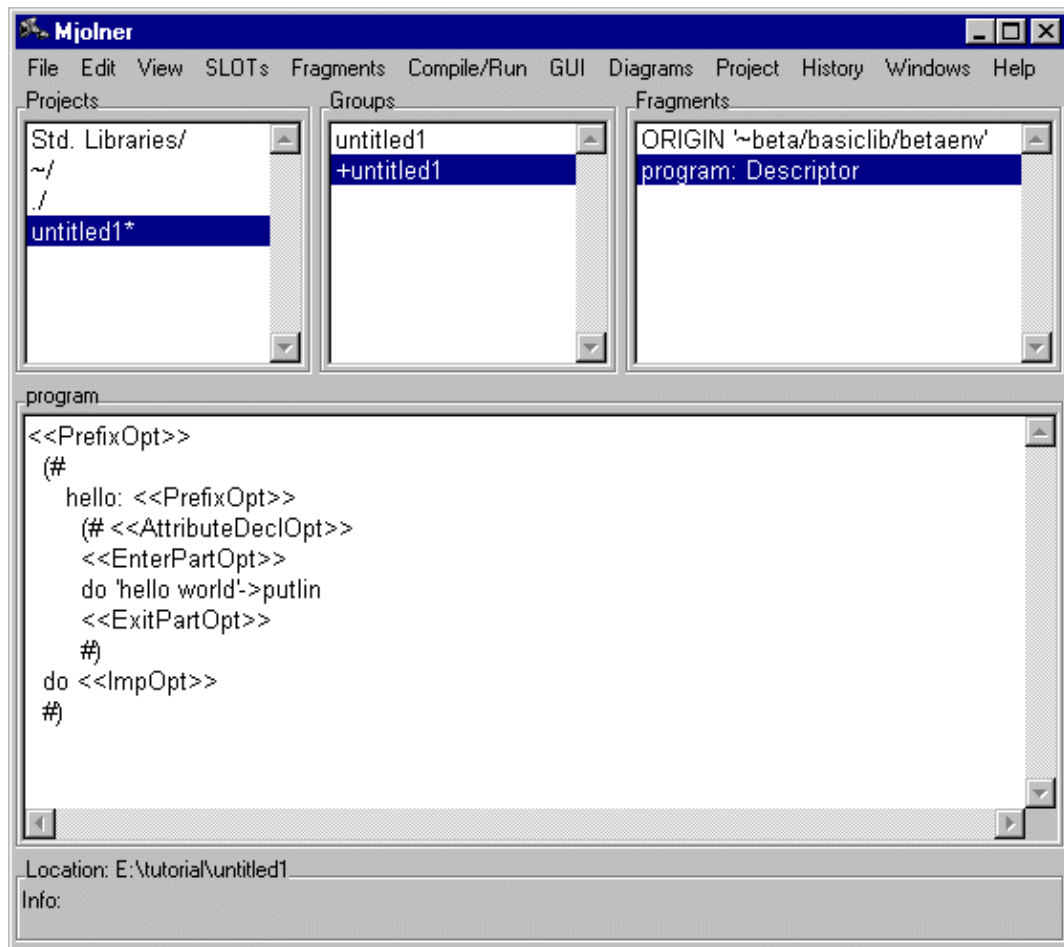 Mjolner
File Edit View SLOTs Fragments Compile/Run GUI Diagrams Project History Windows Help
Projects
Std. Libraries/
~/
./
untitled1*
Groups
untitled1
+untitled1
Fragments
ORIGIN '~beta/basiclib/betaenv'
program: Descriptor
program
<<PrefixOpt>>
(#
hello: <<PrefixOpt>>
(# <<AttributeDeclOpt>>
<<EnterPartOpt>>
do 'hello world'->putlin
<<ExitPartOpt>>
#)
do <<ImpOpt>>
#)
Location: E:\tutorial\untitled1
Info: